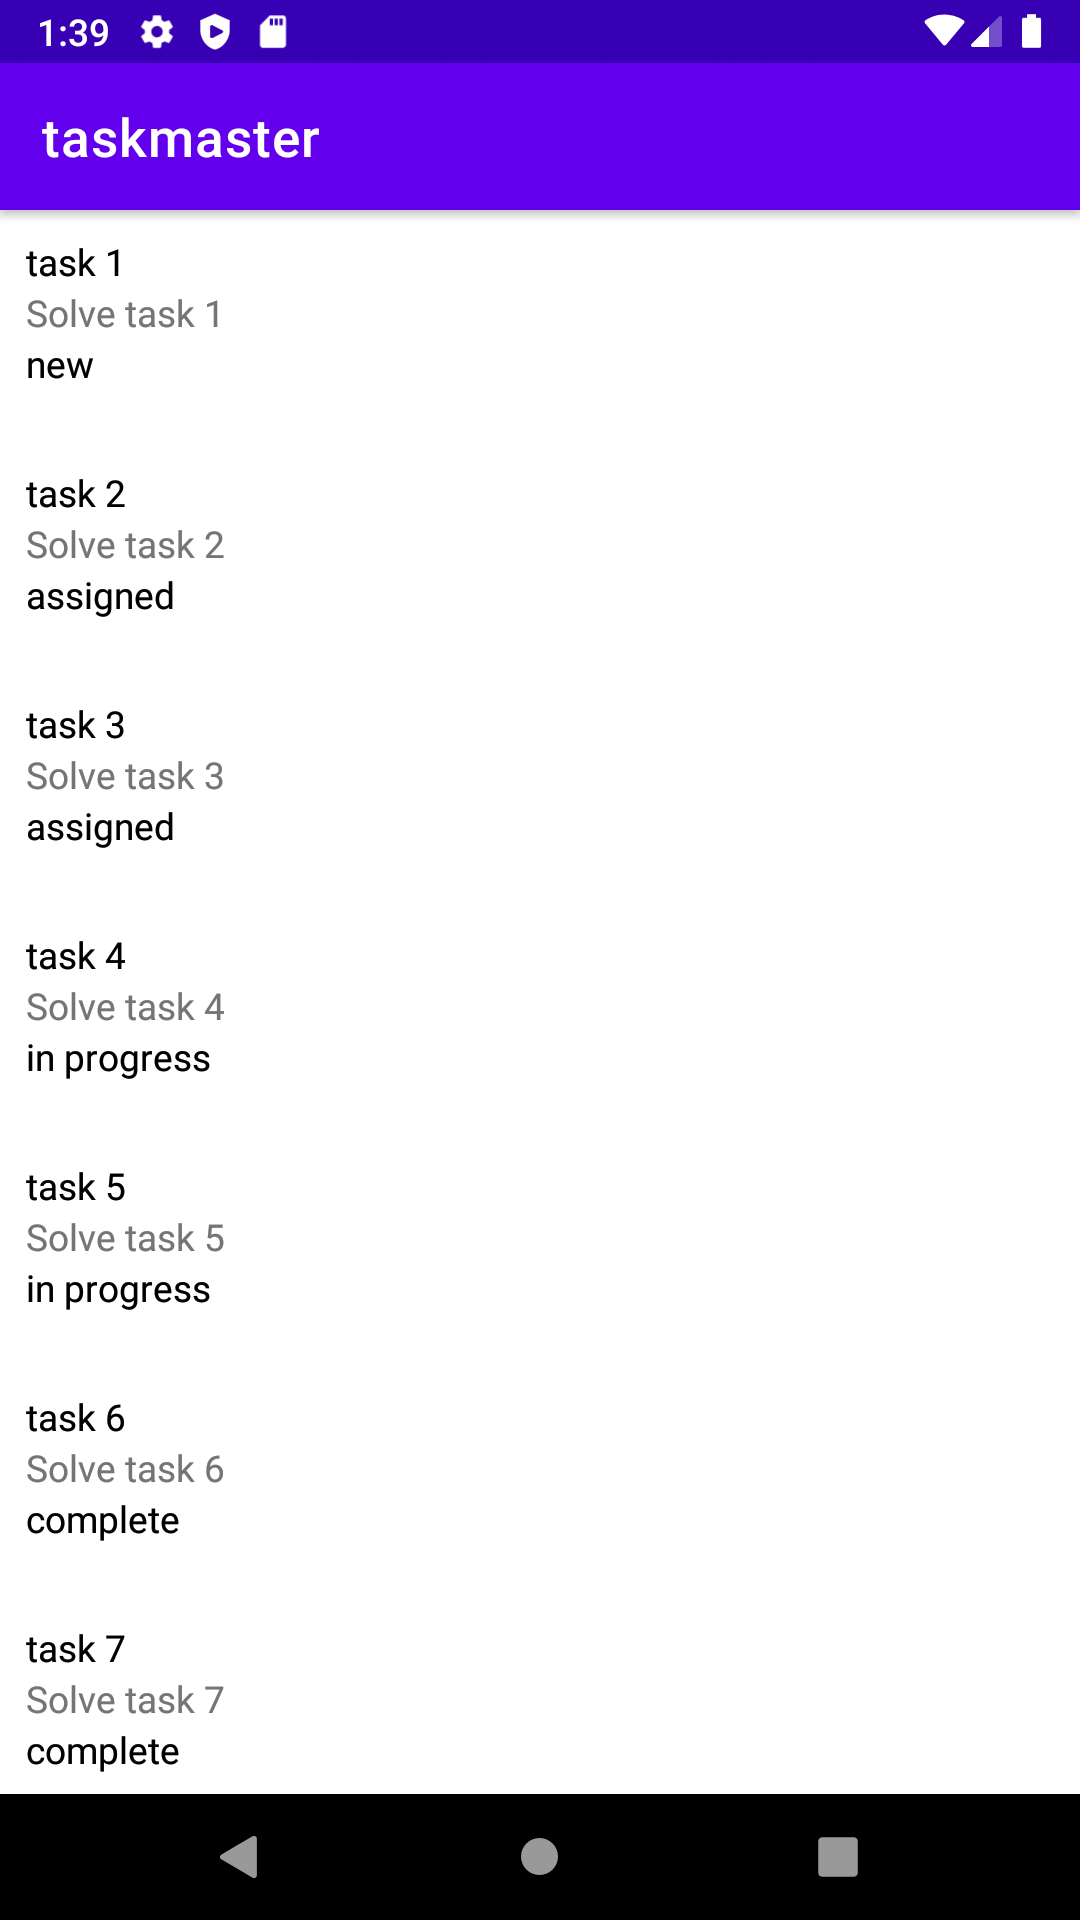 1:39
taskmaster
task 1
Solve task 1
new
task 2
Solve task 2
assigned
task 3
Solve task 3
assigned
task 4
Solve task 4
in progress
task 5
Solve task 5
in progress
task 6
Solve task 6
complete
task 7
Solve task 7
complete